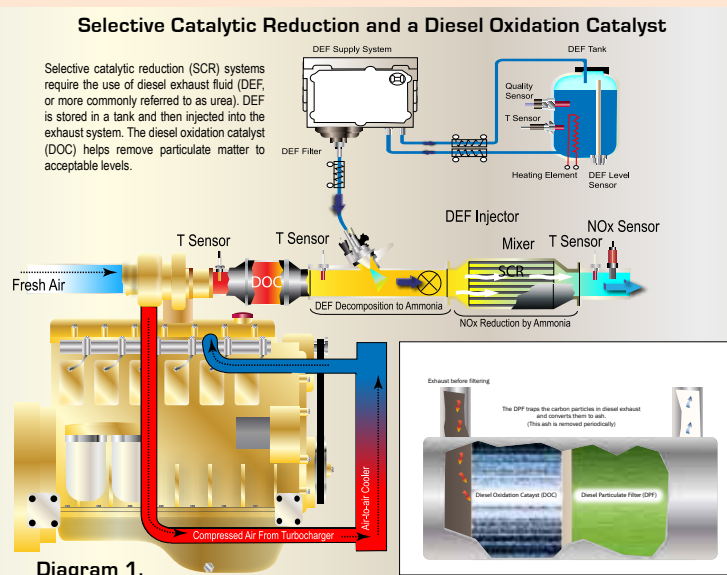 Selective Catalytic Reduction and a Diesel Oxidation Catalyst
Selective catalytic reduction (SCR) systems
require the use of diesel exhaust fluid (DEF,
or more commonly referred to as urea). DEF
is stored in a tank and then injected into the
exhaust system. The diesel oxidation catalyst
(DOC) helps remove particulate matter to
acceptable levels.
DEF Supply System
DEF Tank
Quality
Sensor
T Sensor
DEF Filter
Heating Element
DEF Level
Sensor
DEF Injector
T Sensor
T Sensor
Mixer
T Sensor
NOx Sensor
Fresh Air
DOC
SCR
DEF Decomposition to Ammonia
NOx Reduction by Ammonia
Air-to-air Cooler
Compressed Air From Turbocharger
Exhaust before filtering
The DPF traps the carbon particles in diesel exhaust
and converts them to ash.
(This ash is removed periodically)
Diesel Oxidation Catayst (DOC)
Diesel Particulate Filter (DPF)
Diagram 1.